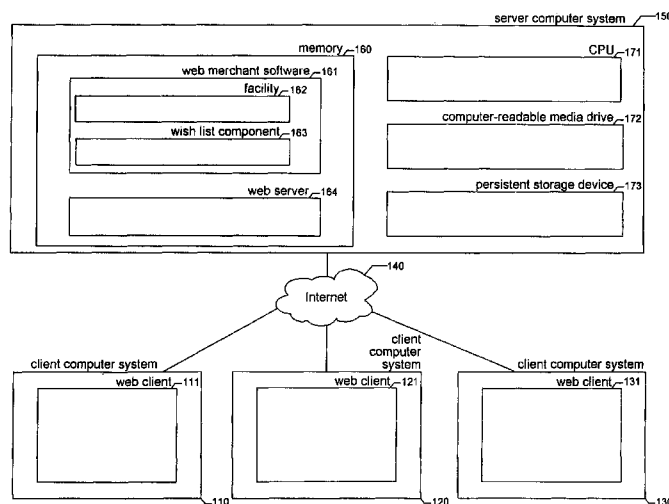 server computer system 150
memory 160
CPU 171
web merchant software 161
facility 162
computer-readable media drive 172
wish list component 163
persistent storage device 173
web server 164
140
Internet
client computer system
web client 111
110
client
computer
system
web client 121
120
client computer system
web client 131
130